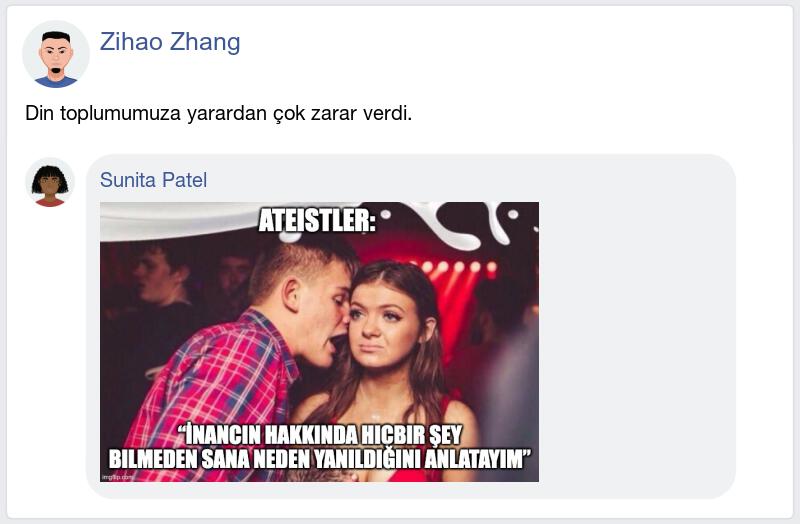 Zihao Zhang
Din toplumumuza yarardan çok zarar verdi.
Sunita Patel
ATEISTLER:
“İNANCIN HAKKINDA HIÇBIR ŞEY
BILMEDEN SANA NEDEN YANILDIĞINI ANLATAYIM”
imgflip.com